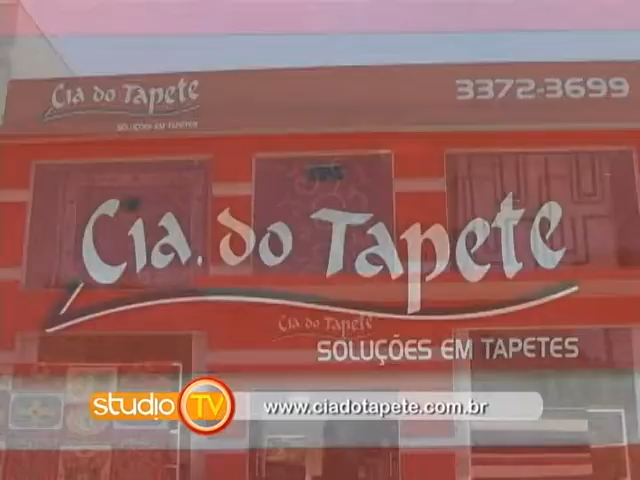 Cia do Tapete
SOLUÇÕES EM TAPETES
3372-3699
Cia. do Tapete
Cia do Tapete
SOLUÇÕES EM TAPETES
studio TV
www.ciadotapete.com.br